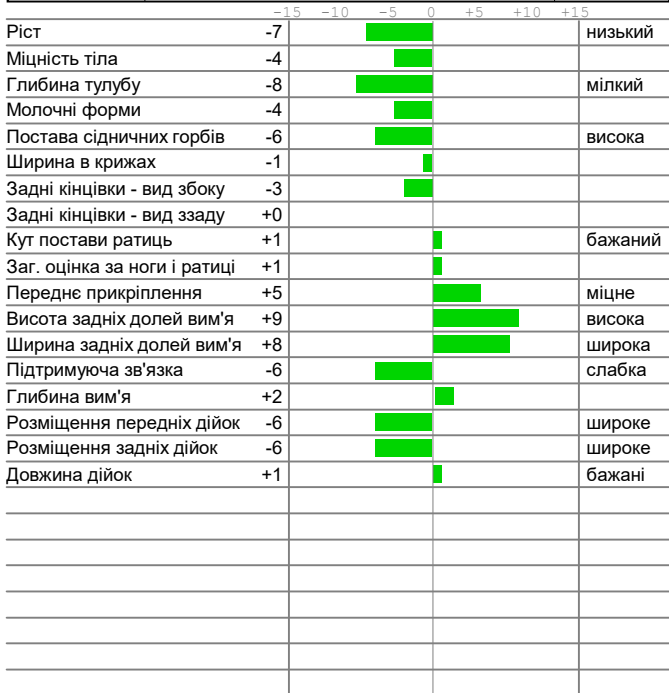 -15 -10 -5 0 +5 +10 +15
Ріст -7 низький
Міцність тіла -4
Глибина тулубу -8 мілкий
Молочні форми -4
Постава сідничних горбів -6 висока
Ширина в крижах -1
Задні кінцівки - вид збоку -3
Задні кінцівки - вид ззаду +0
Кут постави ратиць +1 бажаний
Заг. оцінка за ноги і ратиці +1
Переднє прикріплення +5 міцне
Висота задніх долей вим'я +9 висока
Ширина задніх долей вим'я +8 широка
Підтримуюча зв'язка -6 слабка
Глибина вим'я +2
Розміщення передніх дійок -6 широке
Розміщення задніх дійок -6 широке
Довжина дійок +1 бажані